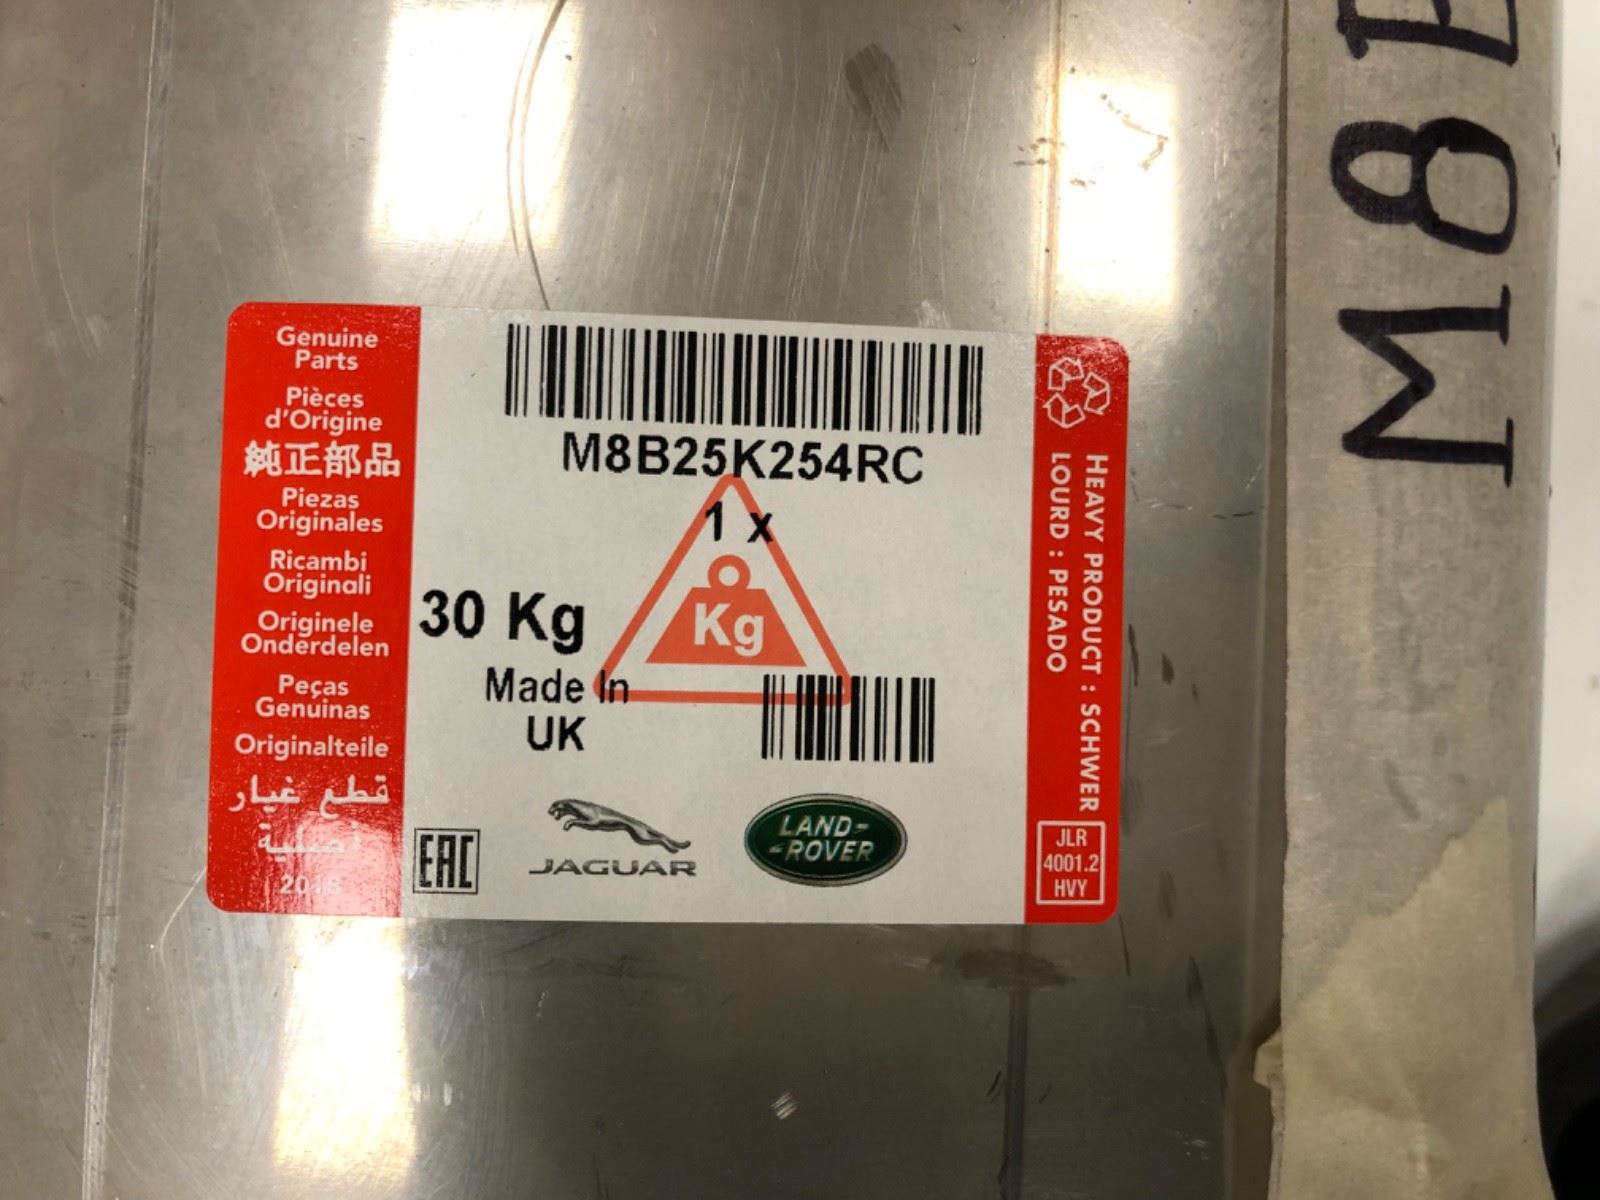 Genuine
Parts
Pièces
d'Origine
純正部品
Piezas
Originales
Ricambi
Originali
Originele
Onderdelen
Peças
Genuinas
Originalteile
قطع غيار
أصلية
M8B25K254RC
1 x
Kg
30 Kg
Made In
UK
EAC
JAGUAR
LAND-
-ROVER
HEAVY PRODUCT : SCHWER
LOURD : PESADO
JLR
4001.2
HVY
M8